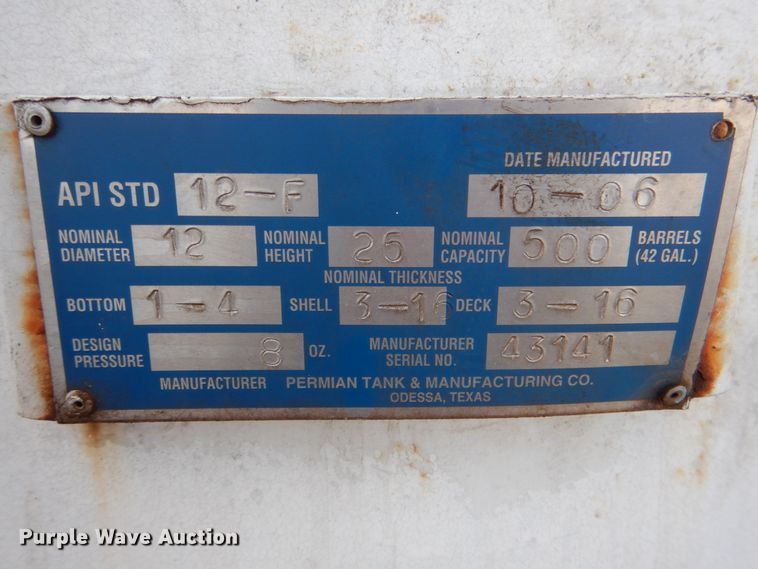 DATE MANUFACTURED
API STD 12-F 10-06
NOMINAL DIAMETER 12 NOMINAL HEIGHT 25 NOMINAL CAPACITY 500 BARRELS (42 GAL.)
NOMINAL THICKNESS
BOTTOM 1-4 SHELL 3-16 DECK 3-16
DESIGN PRESSURE 8 OZ. MANUFACTURER SERIAL NO. 43141
MANUFACTURER PERMIAN TANK & MANUFACTURING CO.
ODESSA, TEXAS
Purple Wave Auction